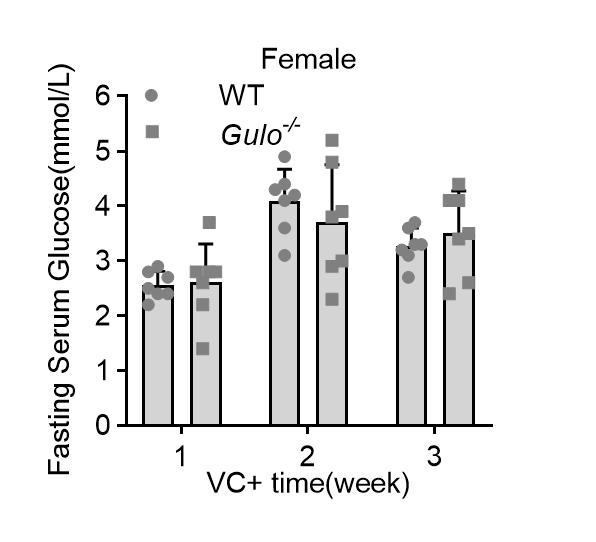 Female
WT
Gulo-/-
Fasting Serum Glucose(mmol/L)
6
5
4
3
2
1
0
1 2 3
VC+ time(week)